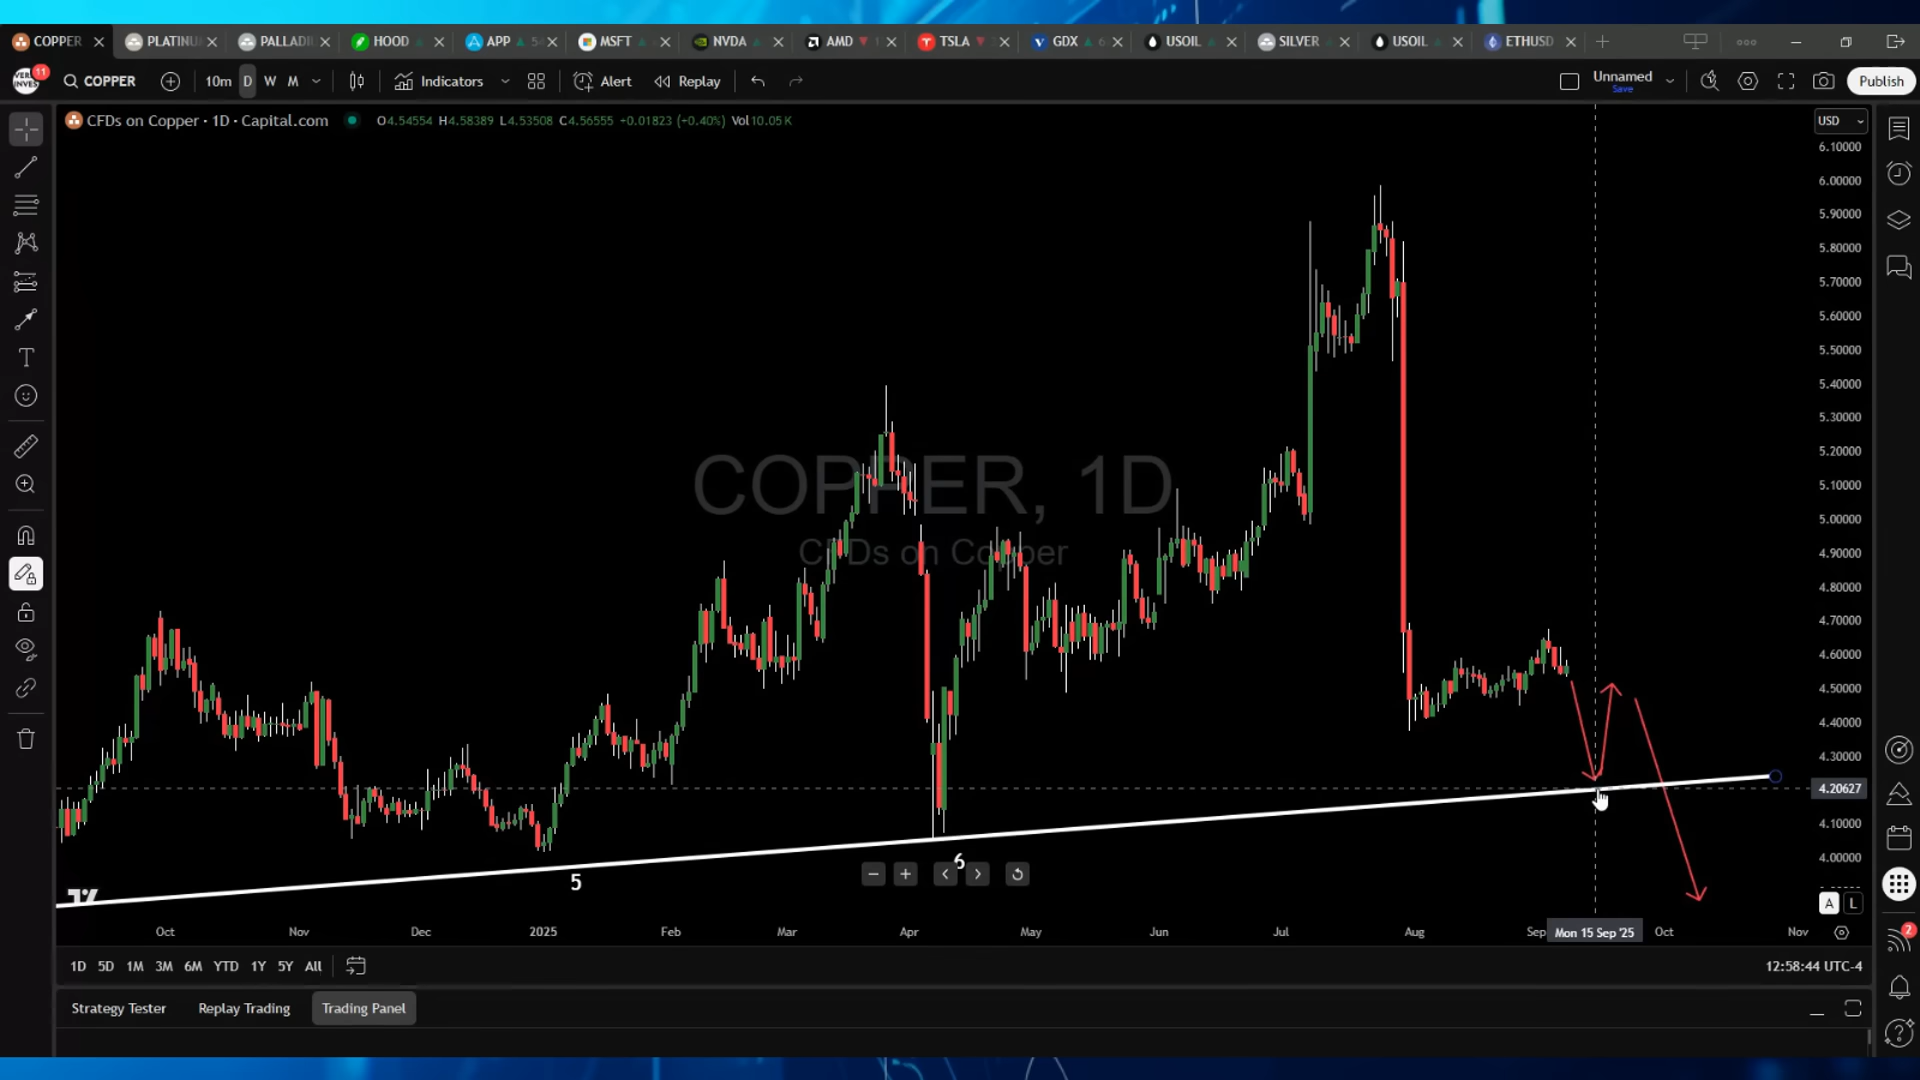 COPPER PLATINU PALLADI HOOD APP MSFT NVDA AMD TSLA GDX USOIL SILVER USOIL ETHUSD
11 COPPER 10m D W M Indicators Alert Replay Unnamed Save Publish
CFDs on Copper · 1D · Capital.com O4.54554 H4.58389 L4.53508 C4.56555 +0.01823 (+0.40%) Vol10.05 K
USD
6.10000
6.00000
5.90000
5.80000
5.70000
5.60000
5.50000
5.40000
5.30000
5.20000
5.10000
5.00000
4.90000
4.80000
4.70000
4.60000
4.50000
4.40000
4.30000
4.20627
4.10000
4.00000
COPPER, 1D
CFDs on Copper
5
6
A L
Oct Nov Dec 2025 Feb Mar Apr May Jun Jul Aug Sep Mon 15 Sep '25 Oct Nov
1D 5D 1M 3M 6M YTD 1Y 5Y All
12:58:44 UTC-4
2
Strategy Tester Replay Trading Trading Panel